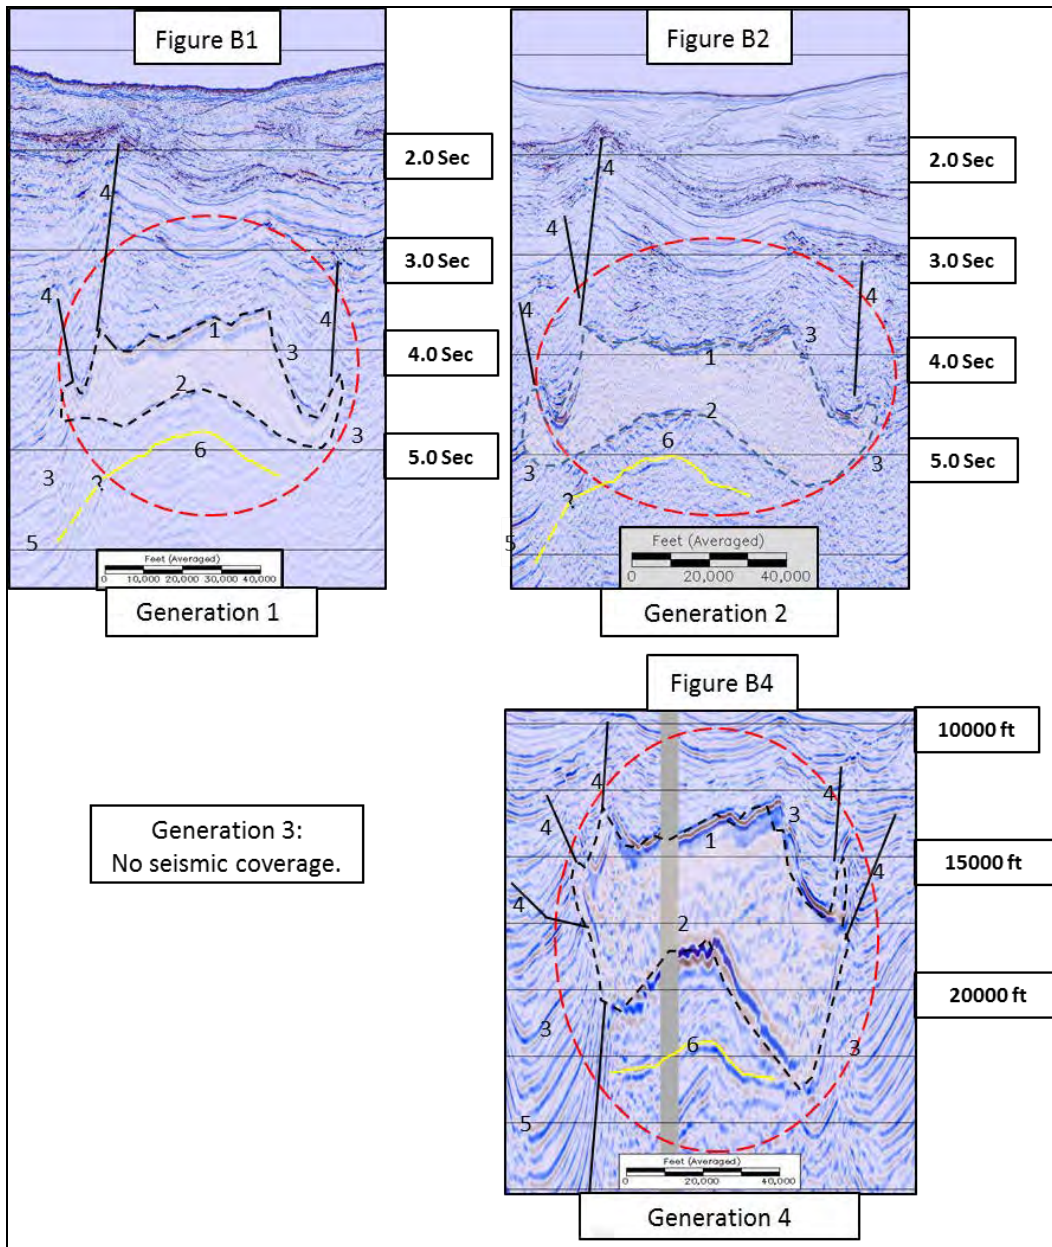 Figure B1
Figure B2
2.0 Sec
2.0 Sec
4
4
4
3.0 Sec
3.0 Sec
4
4
4
4
1
3
3
4.0 Sec
1
4.0 Sec
2
2
3
6
5.0 Sec
6
3
5.0 Sec
3
?
3
?
5
5
Feet (Averaged)
0 10,000 20,000 30,000 40,000
Feet (Averaged)
0 20,000 40,000
Generation 1
Generation 2
Figure B4
10000 ft
4
4
4
3
1
4
Generation 3:
No seismic coverage.
15000 ft
4
4
2
20000 ft
3
6
3
5
Feet (Averaged)
0 20,000 40,000
Generation 4